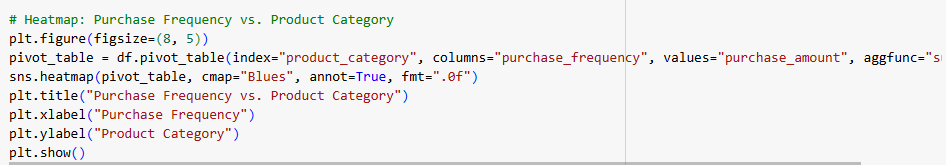 # Heatmap: Purchase Frequency vs. Product Category
plt.figure(figsize=(8, 5))
pivot_table = df.pivot_table(index="product_category", columns="purchase_frequency", values="purchase_amount", aggfunc="s
sns.heatmap(pivot_table, cmap="Blues", annot=True, fmt=".0f")
plt.title("Purchase Frequency vs. Product Category")
plt.xlabel("Purchase Frequency")
plt.ylabel("Product Category")
plt.show()